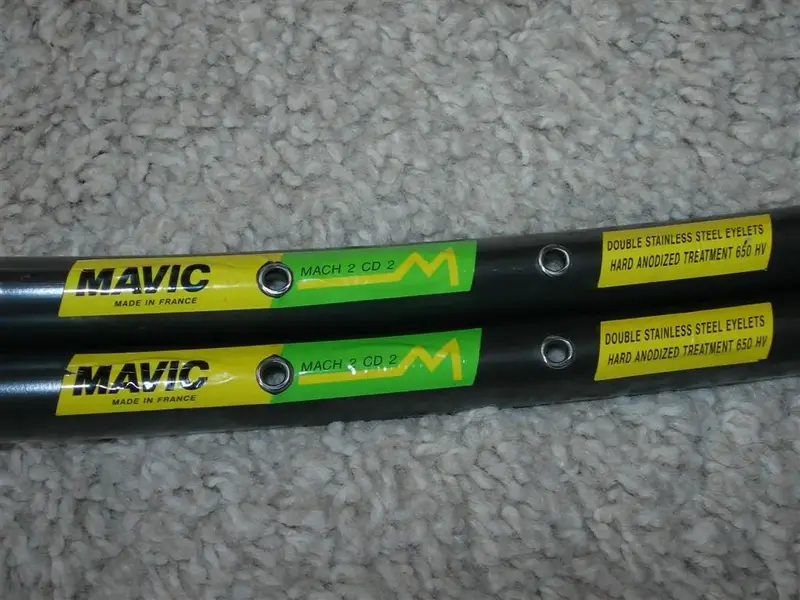 MAVIC
MADE IN FRANCE
MACH 2 CD 2
M
DOUBLE STAINLESS STEEL EYELETS
HARD ANODIZED TREATMENT 650 HV
MAVIC
MADE IN FRANCE
MACH 2 CD 2
M
DOUBLE STAINLESS STEEL EYELETS
HARD ANODIZED TREATMENT 650 HV